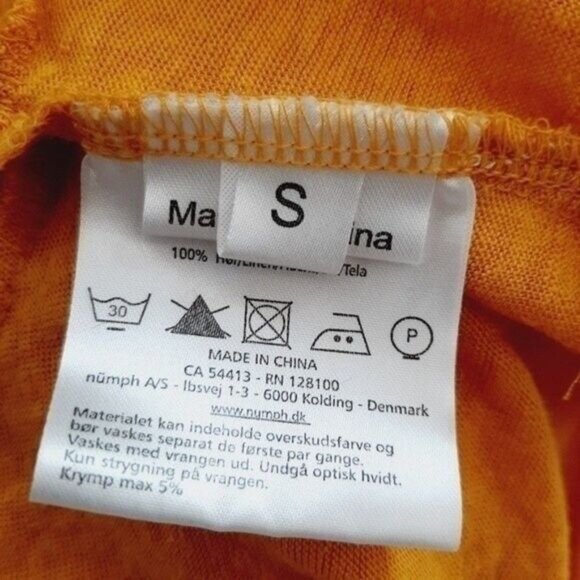 S
100% Hør/Linen/ /Tela
30
P
MADE IN CHINA
CA 54413 - RN 128100
nümph A/S - Ibsvej 1-3 - 6000 Kolding - Denmark
www.numph.dk
Materialet kan indeholde overskudsfarve og
bør vaskes separat de første par gange.
Vaskes med vrangen ud. Undgå optisk hvidt.
Kun strygning på vrangen.
Krymp max 5%